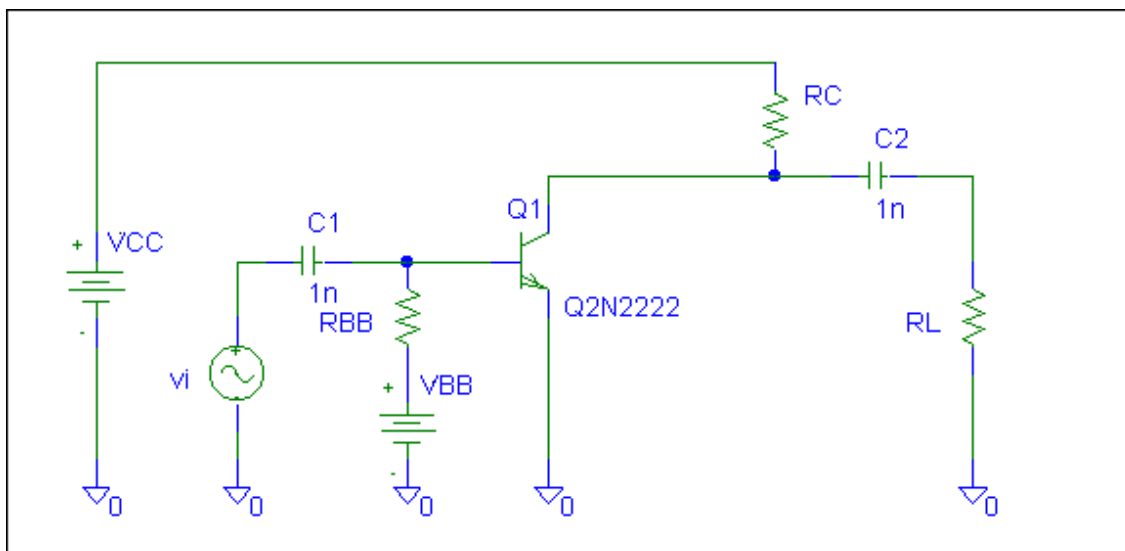 RC
C2
1n
Q1
C1
1n
+ VCC
-
Q2N2222
RBB
RL
+
vi
+ VBB
-
0
0
0
0
0